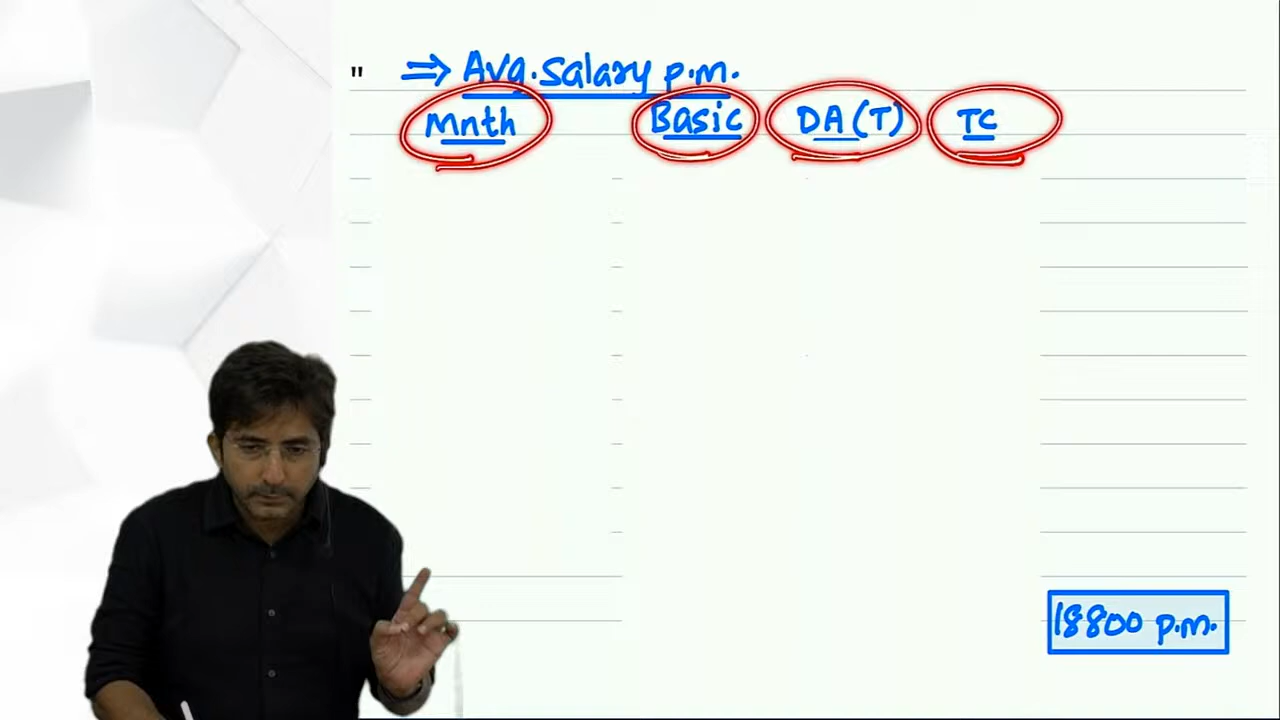 " ⇒ Avg. Salary p.m.
Mnth Basic DA (T) TC
18800 p.m.